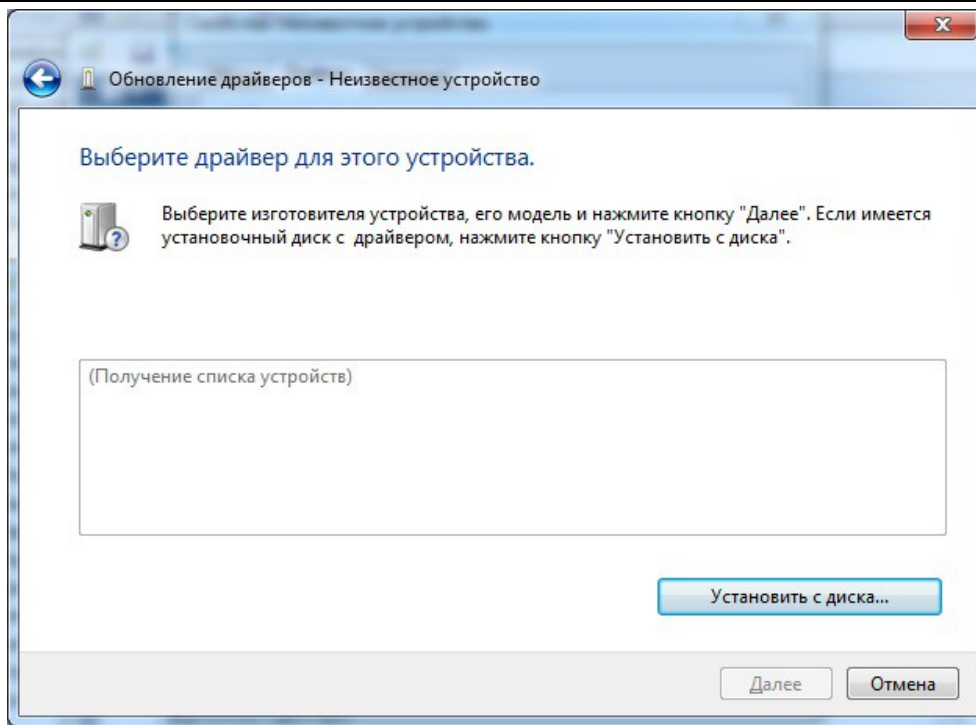 Обновление драйверов - Неизвестное устройство
Выберите драйвер для этого устройства.
Выберите изготовителя устройства, его модель и нажмите кнопку "Далее". Если имеется
установочный диск с драйвером, нажмите кнопку "Установить с диска".
(Получение списка устройств)
Установить с диска...
Далее
Отмена